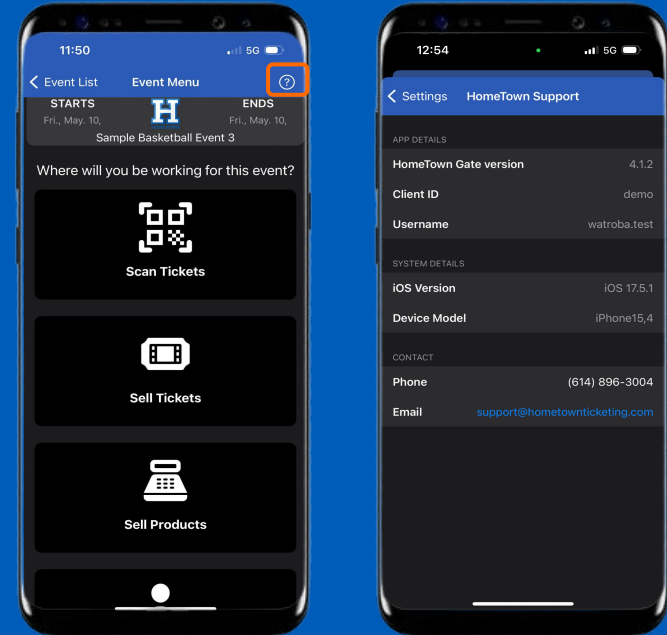 11:50
5G
Event List
Event Menu
?
STARTS
H
ENDS
Fri., May. 10,
Fri., May. 10,
Sample Basketball Event 3
Where will you be working for this event?
Scan Tickets
Sell Tickets
Sell Products
12:54
5G
Settings
HomeTown Support
APP DETAILS
HomeTown Gate version 4.1.2
Client ID demo
Username watroba.test
SYSTEM DETAILS
iOS Version iOS 17.5.1
Device Model iPhone15,4
CONTACT
Phone (614) 896-3004
Email support@hometownticketing.com